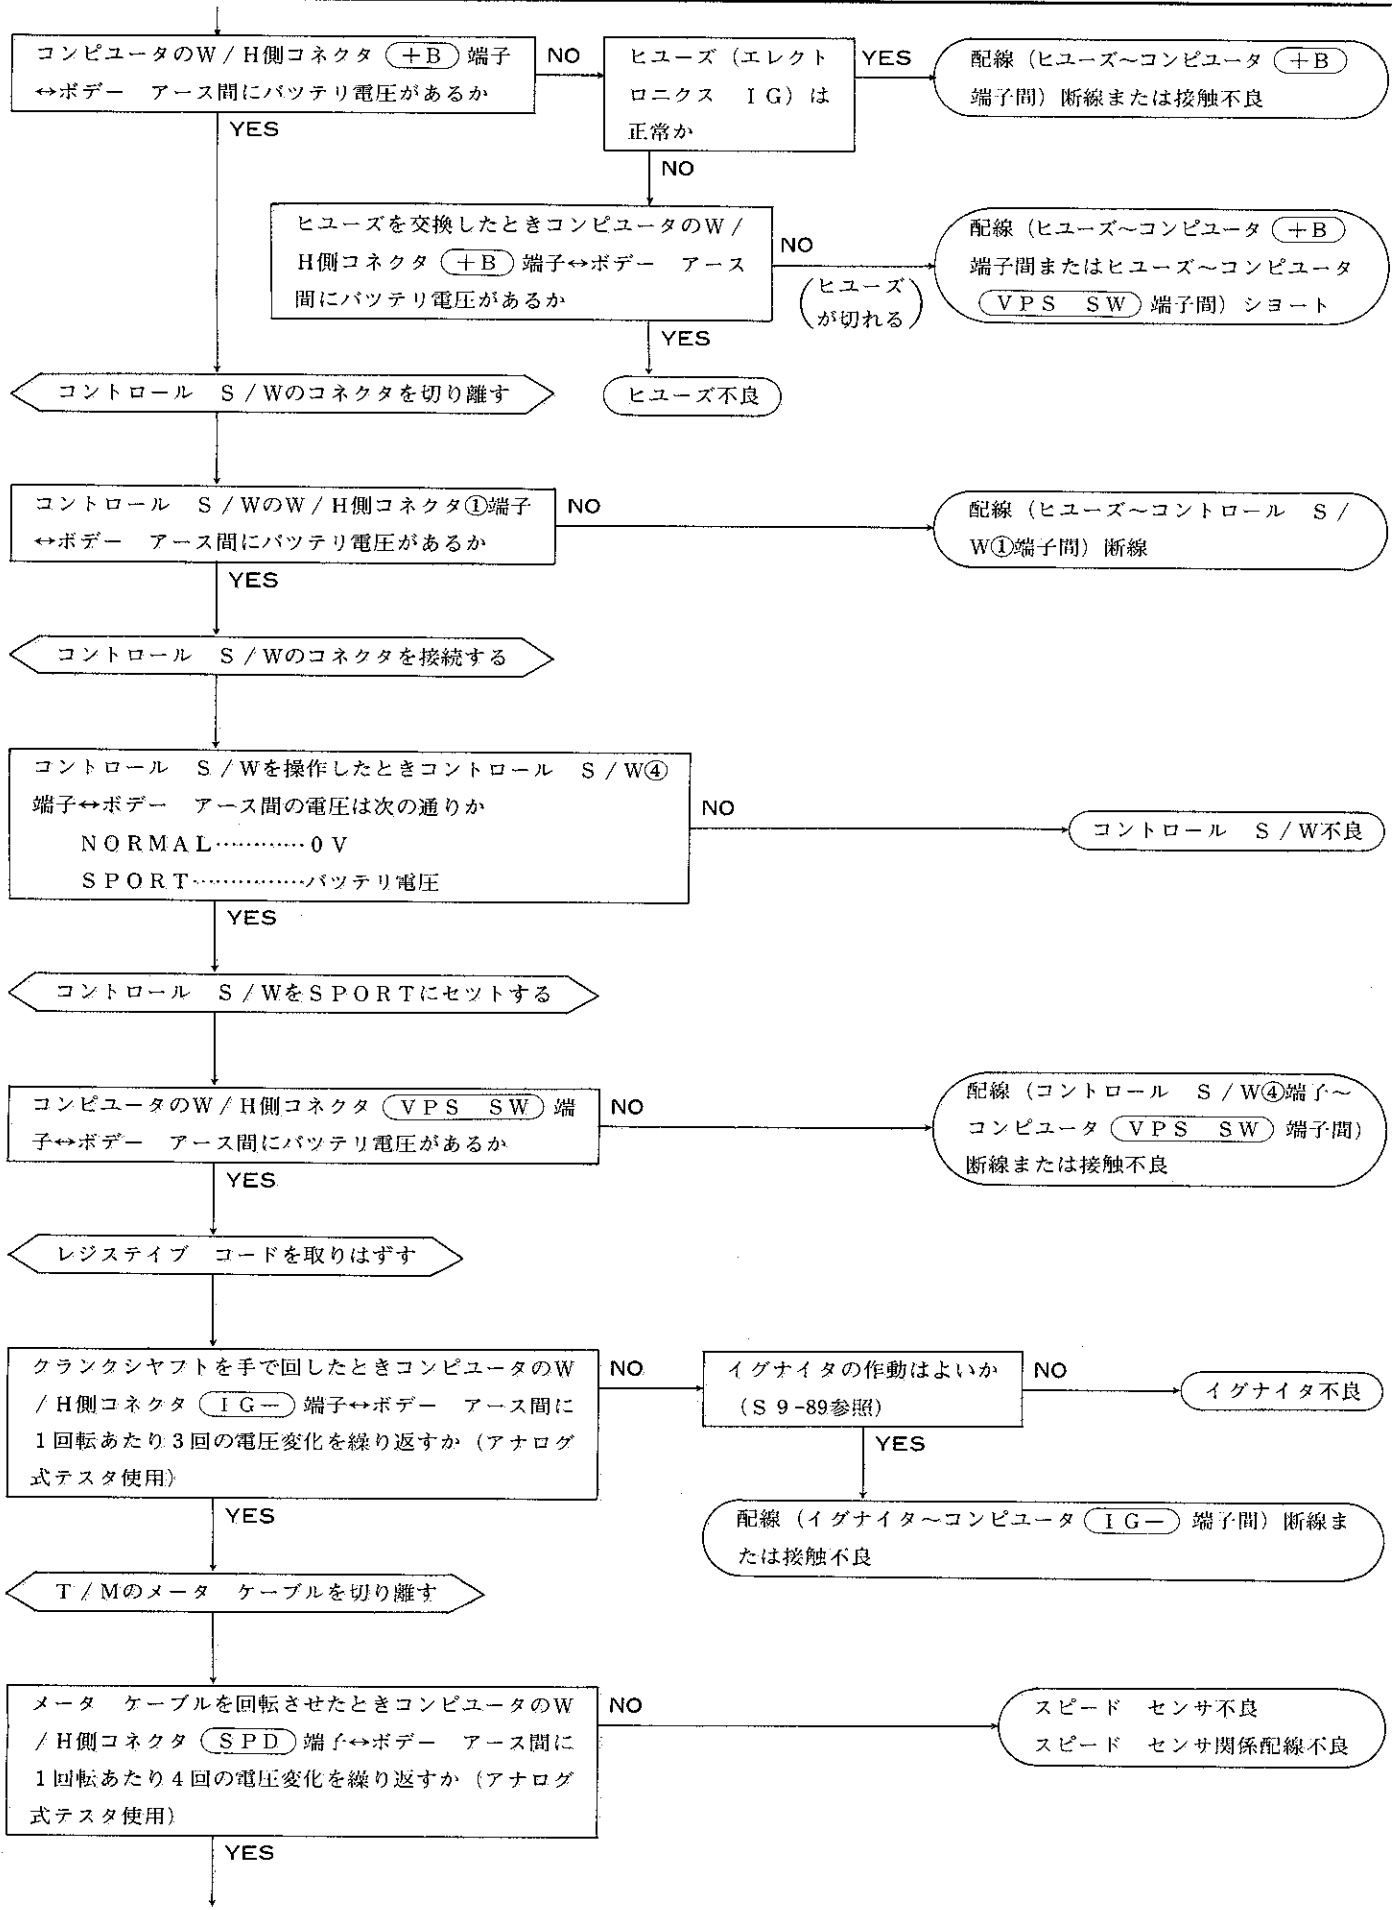 コンピユータのW/H側コネクタ(+B)端子
↔ボデー アース間にバツテリ電圧があるか
NO
ヒユーズ(エレクト
ロニクス IG)は
正常か
YES
配線(ヒユーズ〜コンピユータ(+B)
端子間)断線または接触不良
YES
NO
ヒユーズを交換したときコンピユータのW/
H側コネクタ(+B)端子↔ボデー アース
間にバツテリ電圧があるか
NO
(ヒユーズ
が切れる)
配線(ヒユーズ〜コンピユータ(+B)
端子間またはヒユーズ〜コンピユータ
(VPS SW)端子間)シヨート
YES
ヒユーズ不良
コントロール S/Wのコネクタを切り離す
コントロール S/WのW/H側コネクタ①端子
↔ボデー アース間にバツテリ電圧があるか
NO
配線(ヒユーズ〜コントロール S/
W①端子間)断線
YES
コントロール S/Wのコネクタを接続する
コントロール S/Wを操作したときコントロール S/W④
端子↔ボデー アース間の電圧は次の通りか
NORMAL…………0V
SPORT……………バツテリ電圧
NO
コントロール S/W不良
YES
コントロール S/WをSPORTにセツトする
コンピユータのW/H側コネクタ(VPS SW)端
子↔ボデー アース間にバツテリ電圧があるか
NO
配線(コントロール S/W④端子〜
コンピユータ(VPS SW)端子間)
断線または接触不良
YES
レジステイブ コードを取りはずす
クランクシヤフトを手で回したときコンピユータのW
/H側コネクタ(IG−)端子↔ボデー アース間に
1回転あたり3回の電圧変化を繰り返すか(アナログ
式テスタ使用)
NO
イグナイタの作動はよいか
(S9-89参照)
NO
イグナイタ不良
YES
配線(イグナイタ〜コンピユータ(IG−)端子間)断線ま
たは接触不良
YES
T/Mのメータ ケーブルを切り離す
メータ ケーブルを回転させたときコンピユータのW
/H側コネクタ(SPD)端子↔ボデー アース間に
1回転あたり4回の電圧変化を繰り返すか(アナログ
式テスタ使用)
NO
スピード センサ不良
スピード センサ関係配線不良
YES